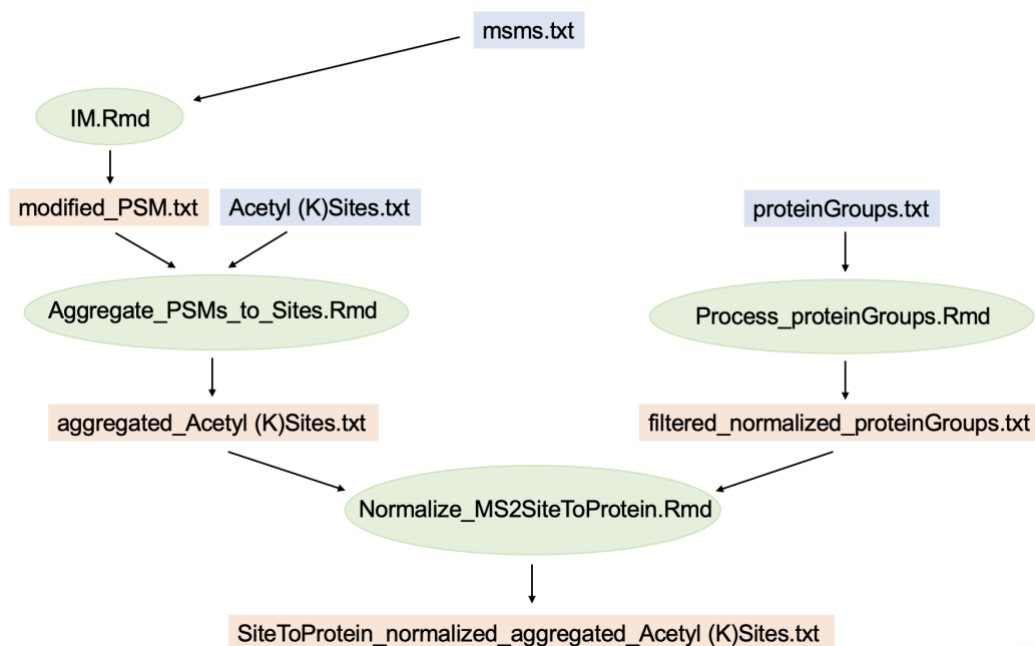 msms.txt
IM.Rmd
modified_PSM.txt
Acetyl (K)Sites.txt
proteinGroups.txt
Aggregate_PSMs_to_Sites.Rmd
Process_proteinGroups.Rmd
aggregated_Acetyl (K)Sites.txt
filtered_normalized_proteinGroups.txt
Normalize_MS2SiteToProtein.Rmd
SiteToProtein_normalized_aggregated_Acetyl (K)Sites.txt